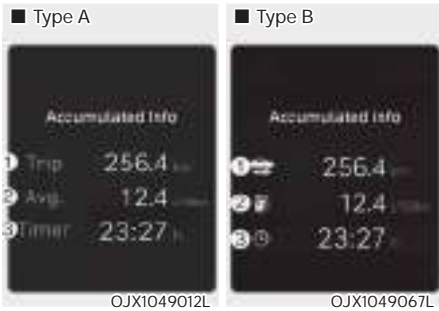 ■ Type A
Accumulated Info
1 Trip 256.4 km
2 Avg. 12.4
3 Timer 23:27 h
OJX1049012L
■ Type B
Accumulated Info
1 256.4
2 12.4
3 23:27
OJX1049067L